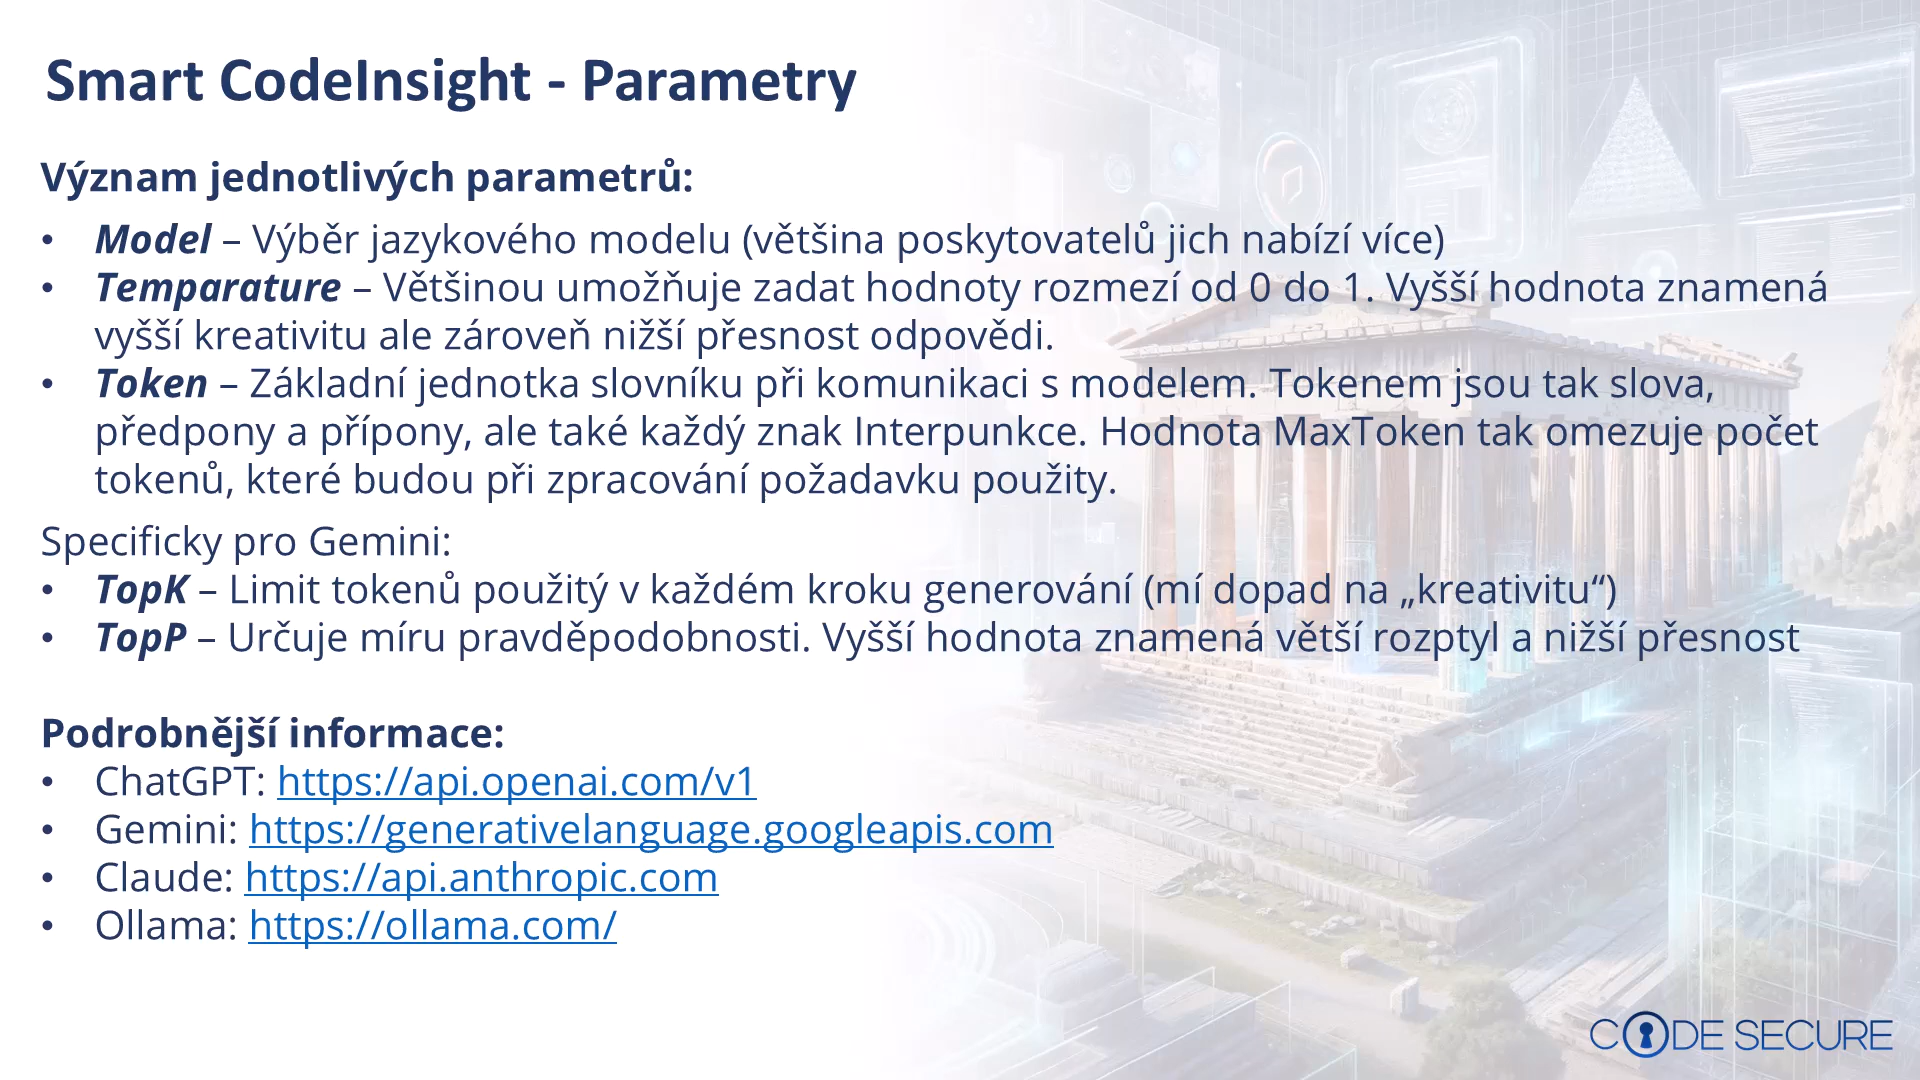 Smart CodeInsight - Parametry
Význam jednotlivých parametrů:
• Model – Výběr jazykového modelu (většina poskytovatelů jich nabízí více)
• Temparature – Většinou umožňuje zadat hodnoty rozmezí od 0 do 1. Vyšší hodnota znamená
vyšší kreativitu ale zároveň nižší přesnost odpovědi.
• Token – Základní jednotka slovníku při komunikaci s modelem. Tokenem jsou tak slova,
předpony a přípony, ale také každý znak Interpunkce. Hodnota MaxToken tak omezuje počet
tokenů, které budou při zpracování požadavku použity.
Specificky pro Gemini:
• TopK – Limit tokenů použitý v každém kroku generování (mí dopad na „kreativitu“)
• TopP – Určuje míru pravděpodobnosti. Vyšší hodnota znamená větší rozptyl a nižší přesnost
Podrobnější informace:
• ChatGPT: https://api.openai.com/v1
• Gemini: https://generativelanguage.googleapis.com
• Claude: https://api.anthropic.com
• Ollama: https://ollama.com/
CODE SECURE